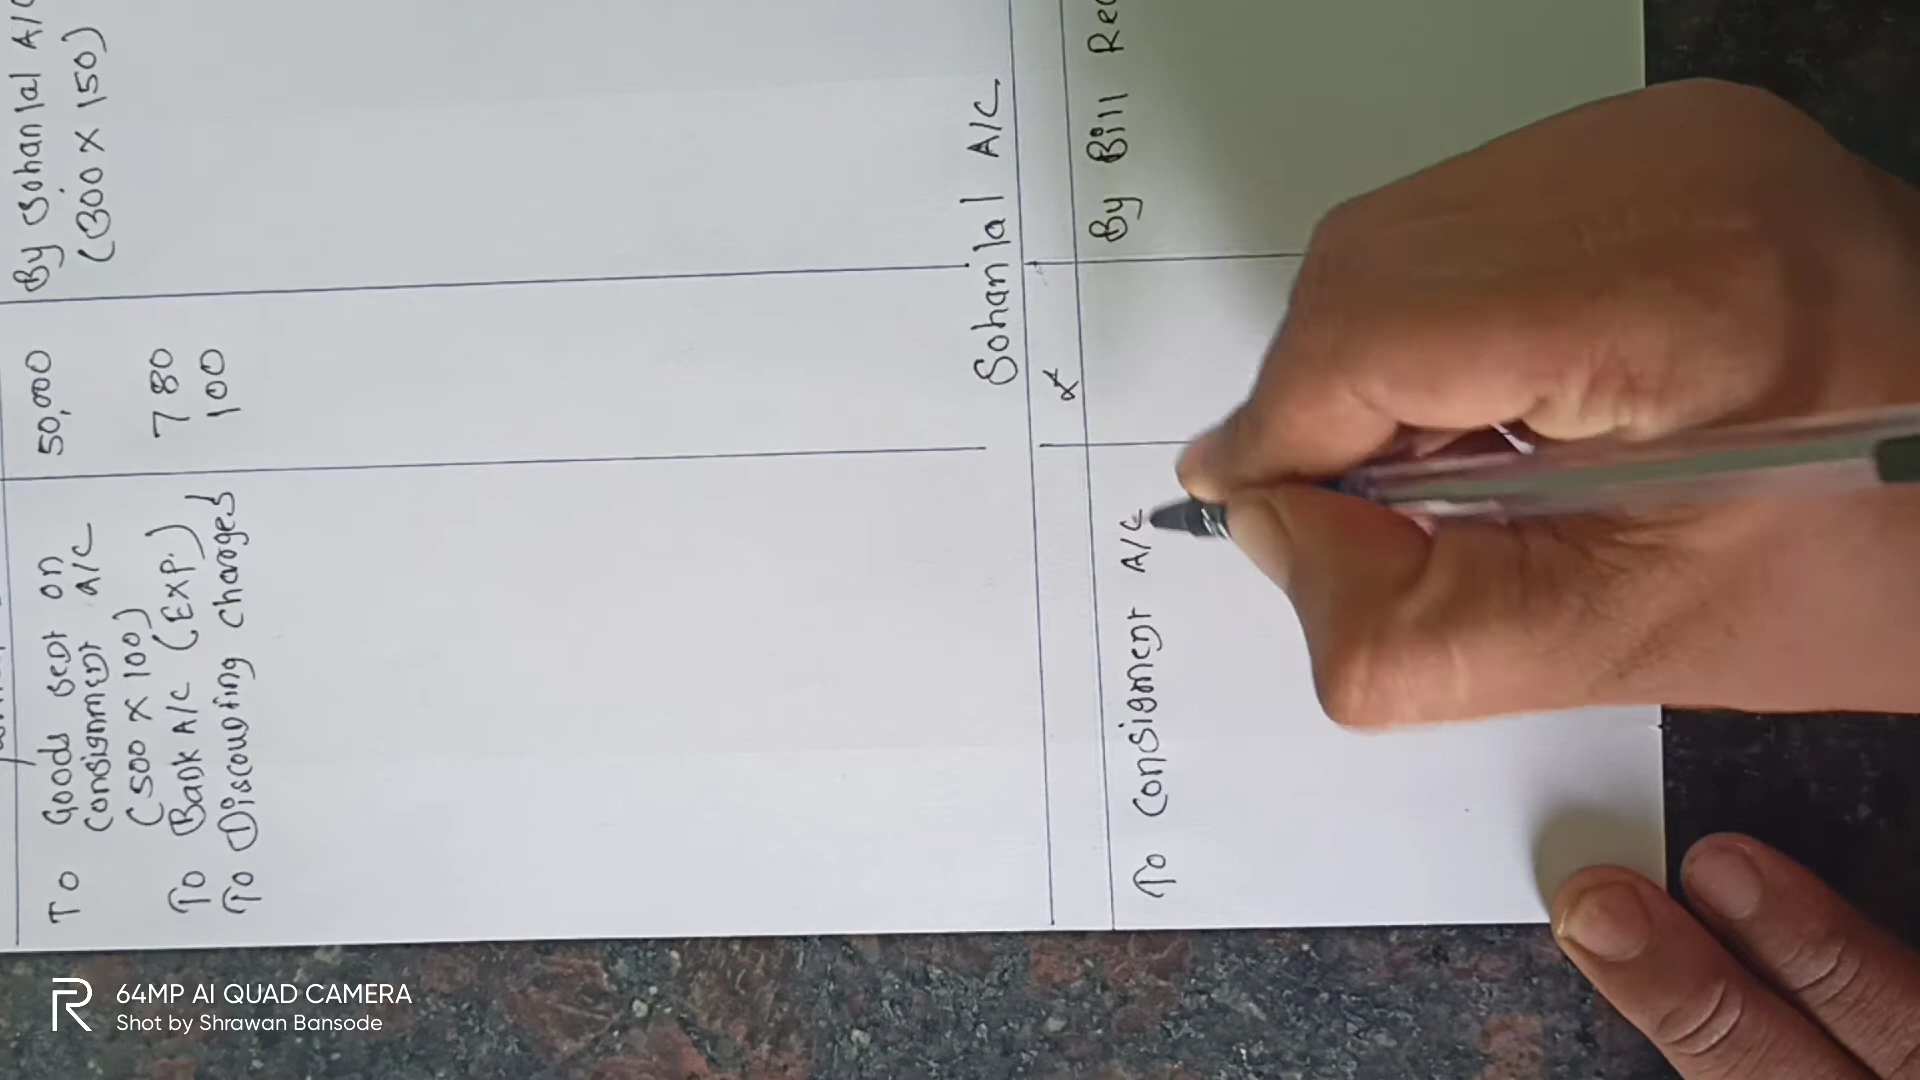 To Goods sent on
Consignment A/C
(500 X 100)
50,000
To Bank A/C (Exp.)
780
To Discounting charges
100
By Sohanlal A/C
(300 X 150)
Sohanlal A/C
To Consignment A/C
By Bill
64MP AI QUAD CAMERA
Shot by Shrawan Bansode